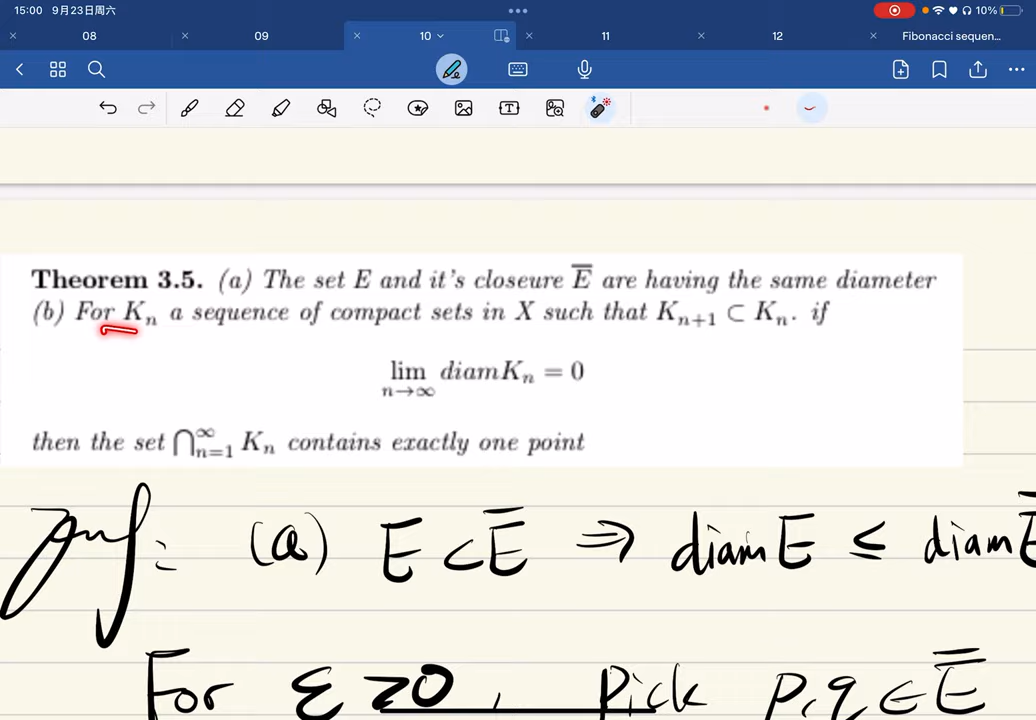 15:00 9月23日周六
10%
08 09 10 11 12 Fibonacci sequen...
T
Theorem 3.5. (a) The set E and it's closeure E̅ are having the same diameter
(b) For Kₙ a sequence of compact sets in X such that Kₙ₊₁ ⊂ Kₙ. if
lim n→∞ diamKₙ = 0
then the set ⋂ₙ₌₁^∞ Kₙ contains exactly one point
(a) E ⊂ E̅ ⇒ diam E ≤ diam E̅
For ε >0, pick p,q ∈ E̅